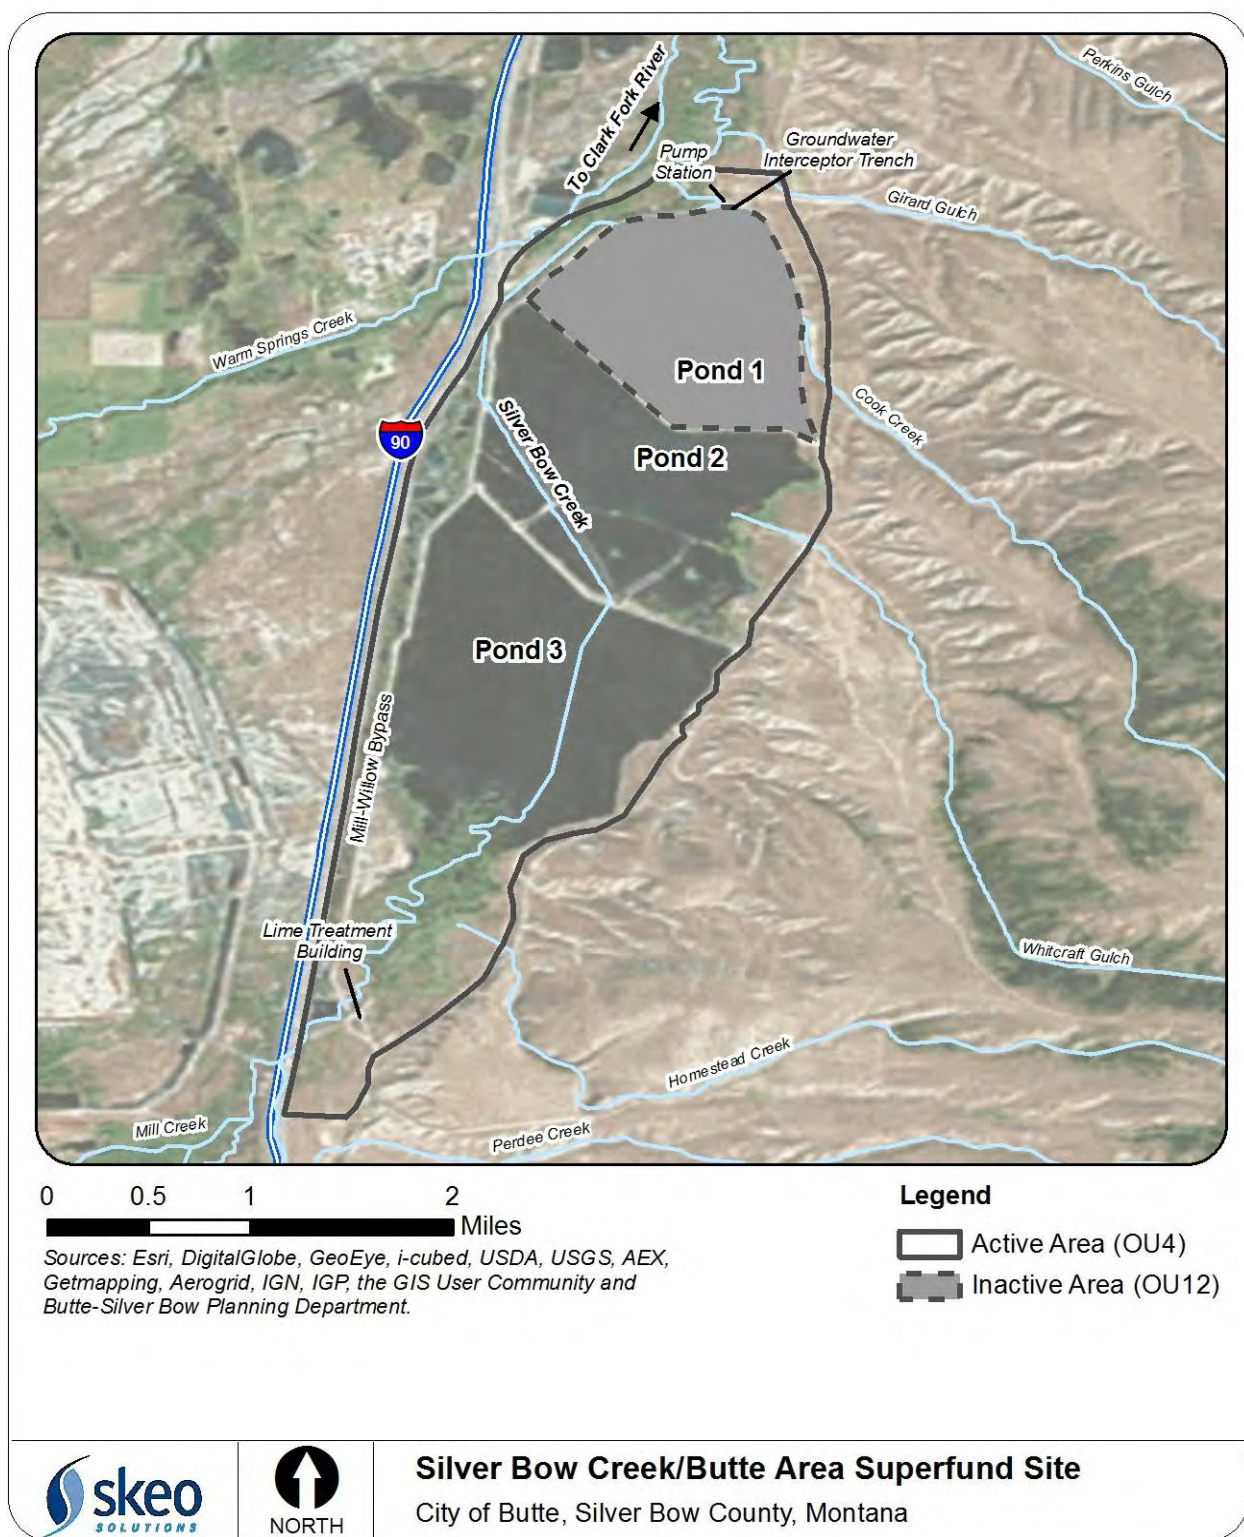 Perkins Gulch
To Clark Fork River
Groundwater
Interceptor Trench
Pump
Station
Girard Gulch
Warm Springs Creek
Pond 1
Cook Creek
90
Silver Bow Creek
Pond 2
Pond 3
Mill-Willow Bypass
Lime Treatment
Building
Whitcraft Gulch
Homestead Creek
Mill Creek
Perdee Creek
0 0.5 1 2
Miles
Sources: Esri, DigitalGlobe, GeoEye, i-cubed, USDA, USGS, AEX,
Getmapping, Aerogrid, IGN, IGP, the GIS User Community and
Butte-Silver Bow Planning Department.
Legend
Active Area (OU4)
Inactive Area (OU12)
skeo
SOLUTIONS
NORTH
Silver Bow Creek/Butte Area Superfund Site
City of Butte, Silver Bow County, Montana